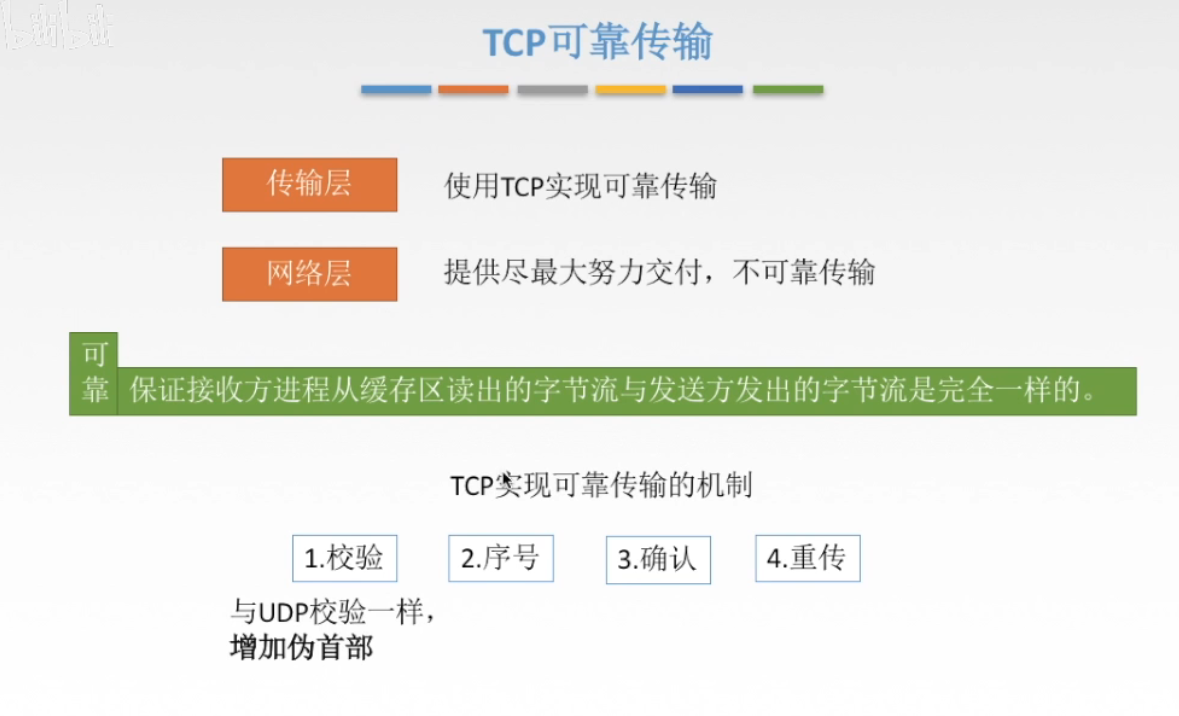 bilibili
TCP可靠传输
传输层
使用TCP实现可靠传输
网络层
提供尽最大努力交付，不可靠传输
可
靠
保证接收方进程从缓存区读出的字节流与发送方发出的字节流是完全一样的。
TCP实现可靠传输的机制
1.校验
2.序号
3.确认
4.重传
与UDP校验一样，
增加伪首部